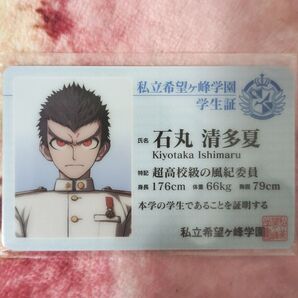 私立希望ヶ峰学園
学生証
氏名 石丸 清多夏
Kiyotaka Ishimaru
特記 超高校級の風紀委員
身長 176cm 体重 66kg 胸囲 79cm
本学の学生であることを証明する
私立希望ヶ峰学園